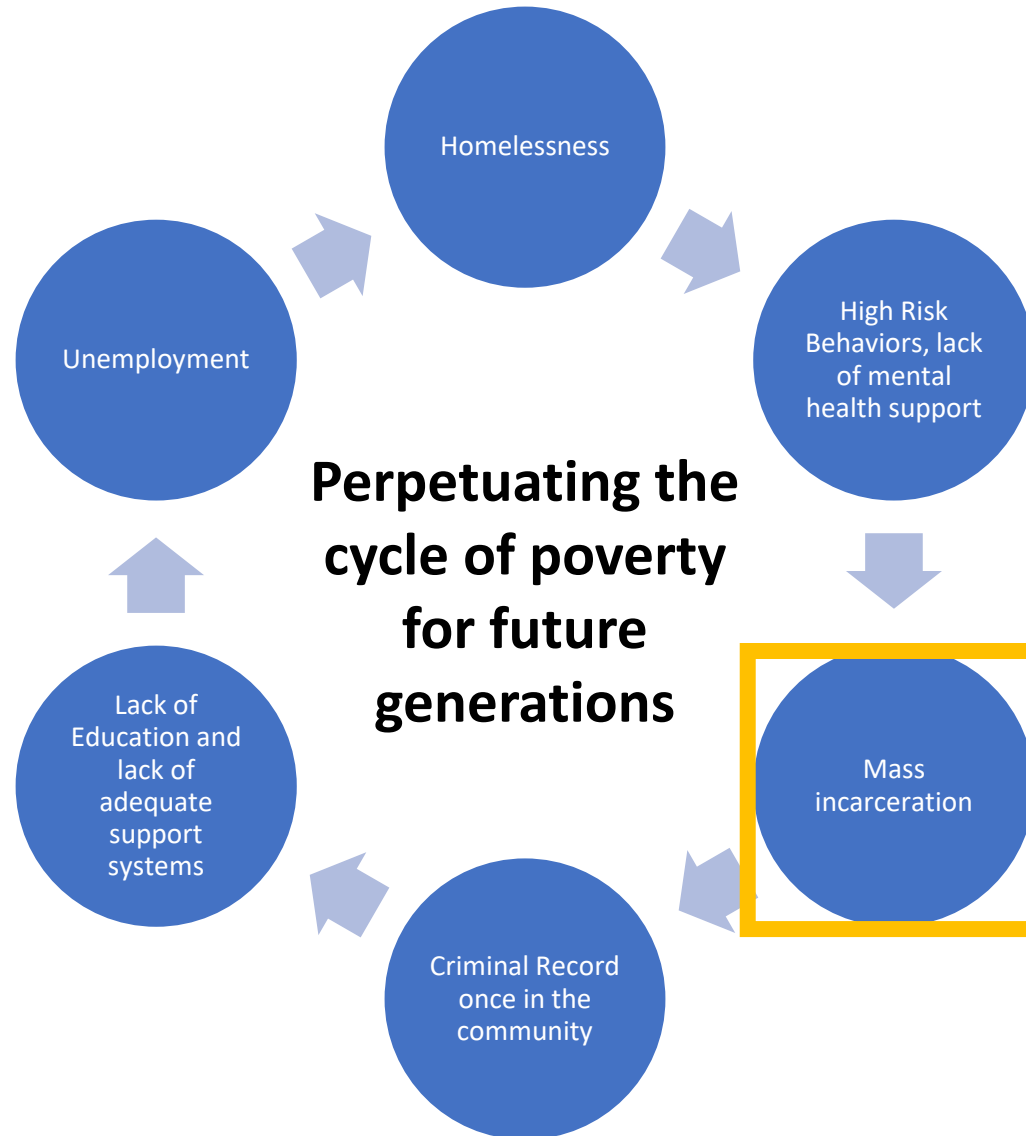 Homelessness
High Risk
Behaviors, lack
of mental
health support
Mass
incarceration
Criminal Record
once in the
community
Lack of
Education and
lack of
adequate
support
systems
Unemployment
Perpetuating the
cycle of poverty
for future
generations